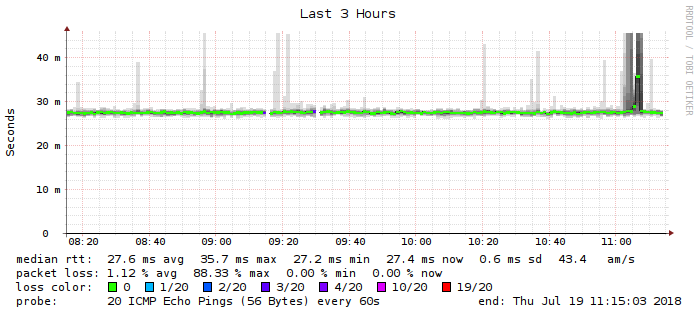 Last 3 Hours
RRDTOOL / TOBI OETIKER
Seconds
40 m
30 m
20 m
10 m
0
08:20 08:40 09:00 09:20 09:40 10:00 10:20 10:40 11:00
median rtt: 27.6 ms avg 35.7 ms max 27.2 ms min 27.4 ms now 0.6 ms sd 43.4 am/s
packet loss: 1.12 % avg 88.33 % max 0.00 % min 0.00 % now
loss color: 0 1/20 2/20 3/20 4/20 10/20 19/20
probe: 20 ICMP Echo Pings (56 Bytes) every 60s end: Thu Jul 19 11:15:03 2018